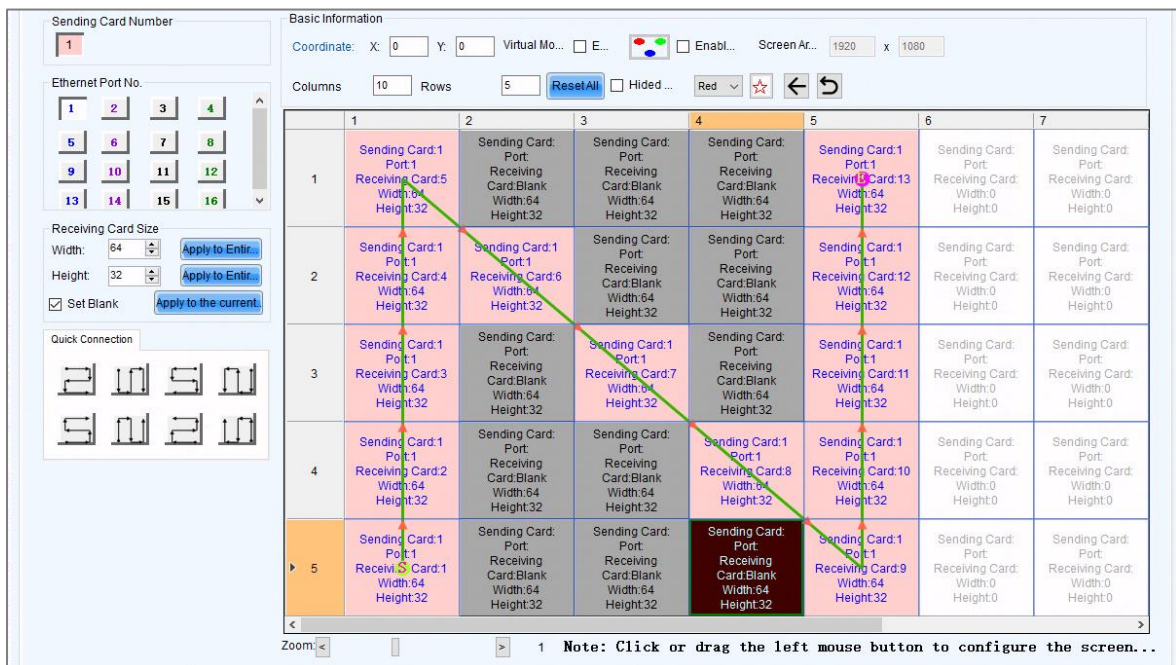 Sending Card Number
1
Ethernet Port No.
1 2 3 4
5 6 7 8
9 10 11 12
13 14 15 16
Receiving Card Size
Width: 64 Apply to Entir...
Height: 32 Apply to Entir...
Set Blank Apply to the current.
Quick Connection
Basic Information
Coordinate: X: 0 Y: 0 Virtual Mo... E... Enabl... Screen Ar... 1920 x 1080
Columns 10 Rows 5 Reset All Hided ... Red
1 2 3 4 5 6 7
1
Sending Card:1
Port:1
Receiving Card:5
Width:64
Height:32
Sending Card:
Port:
Receiving
Card:Blank
Width:64
Height:32
Sending Card:
Port:
Receiving
Card:Blank
Width:64
Height:32
Sending Card:
Port:
Receiving
Card:Blank
Width:64
Height:32
Sending Card:1
Port:1
Receiving Card:13
Width:64
Height:32
Sending Card:
Port:
Receiving Card:
Width:0
Height:0
Sending Card:
Port:
Receiving Card:
Width:0
Height:0
2
Sending Card:1
Port:1
Receiving Card:4
Width:64
Height:32
Sending Card:1
Port:1
Receiving Card:6
Width:64
Height:32
Sending Card:
Port:
Receiving
Card:Blank
Width:64
Height:32
Sending Card:
Port:
Receiving
Card:Blank
Width:64
Height:32
Sending Card:1
Port:1
Receiving Card:12
Width:64
Height:32
Sending Card:
Port:
Receiving Card:
Width:0
Height:0
Sending Card:
Port:
Receiving Card:
Width:0
Height:0
3
Sending Card:1
Port:1
Receiving Card:3
Width:64
Height:32
Sending Card:
Port:
Receiving
Card:Blank
Width:64
Height:32
Sending Card:1
Port:1
Receiving Card:7
Width:64
Height:32
Sending Card:
Port:
Receiving
Card:Blank
Width:64
Height:32
Sending Card:1
Port:1
Receiving Card:11
Width:64
Height:32
Sending Card:
Port:
Receiving Card:
Width:0
Height:0
Sending Card:
Port:
Receiving Card:
Width:0
Height:0
4
Sending Card:1
Port:1
Receiving Card:2
Width:64
Height:32
Sending Card:
Port:
Receiving
Card:Blank
Width:64
Height:32
Sending Card:
Port:
Receiving
Card:Blank
Width:64
Height:32
Sending Card:1
Port:1
Receiving Card:8
Width:64
Height:32
Sending Card:1
Port:1
Receiving Card:10
Width:64
Height:32
Sending Card:
Port:
Receiving Card:
Width:0
Height:0
Sending Card:
Port:
Receiving Card:
Width:0
Height:0
5
Sending Card:1
Port:1
Receiving Card:1
S
Width:64
Height:32
Sending Card:
Port:
Receiving
Card:Blank
Width:64
Height:32
Sending Card:
Port:
Receiving
Card:Blank
Width:64
Height:32
Sending Card:
Port:
Receiving
Card:Blank
Width:64
Height:32
Sending Card:1
Port:1
Receiving Card:9
Width:64
Height:32
Sending Card:
Port:
Receiving Card:
Width:0
Height:0
Sending Card:
Port:
Receiving Card:
Width:0
Height:0
Zoom: < > 1 Note: Click or drag the left mouse button to configure the screen...